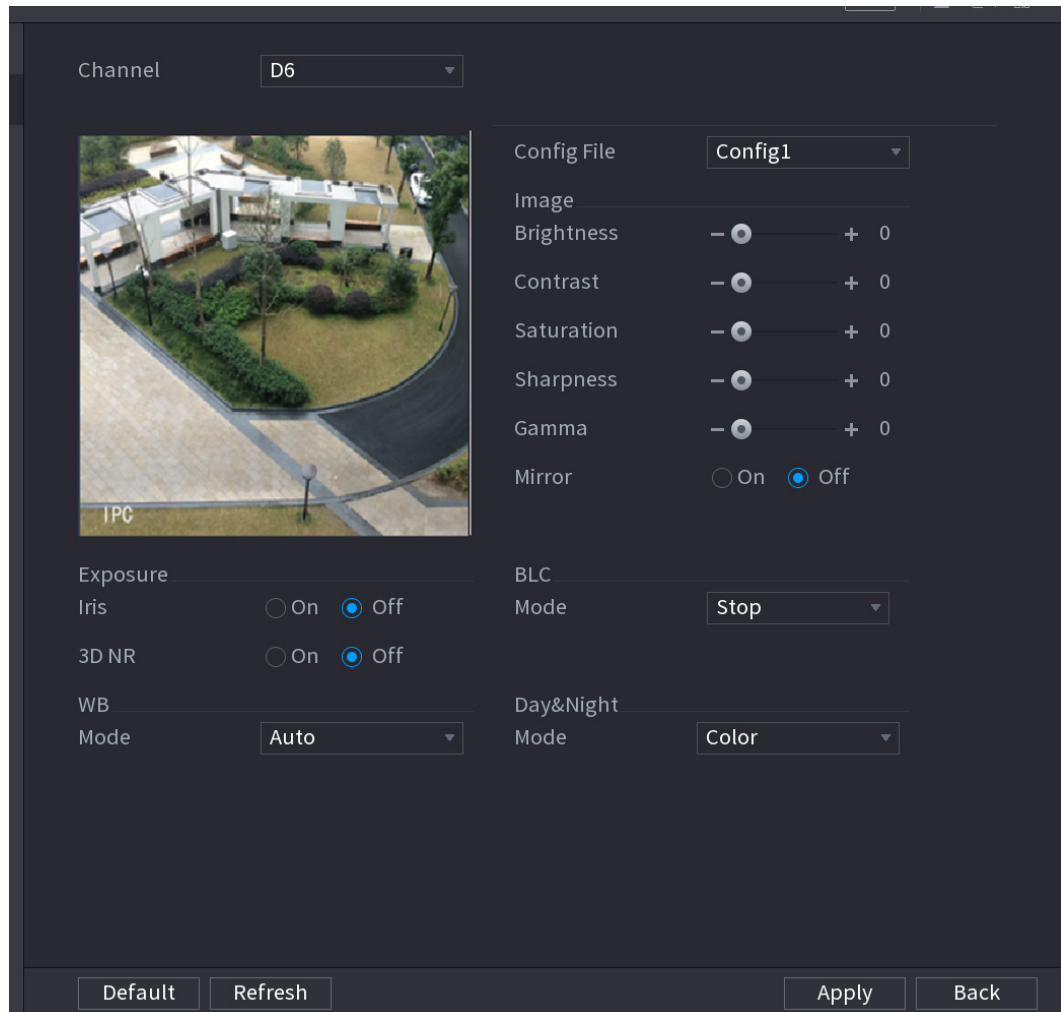 Channel D6
Config File Config1
Image
Brightness 0
Contrast 0
Saturation 0
Sharpness 0
Gamma 0
Mirror On Off
IPC
Exposure
Iris On Off
3D NR On Off
BLC
Mode Stop
WB
Mode Auto
Day&Night
Mode Color
Default Refresh Apply Back